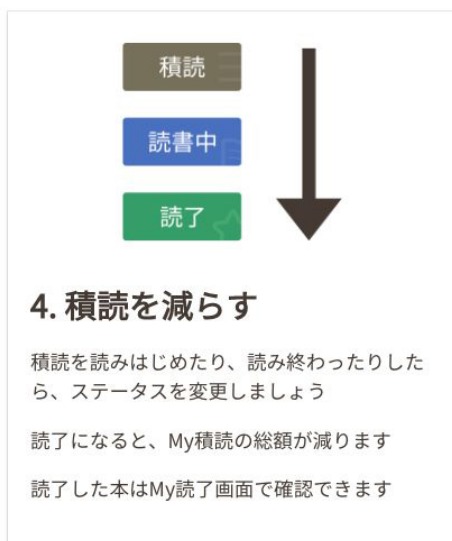 積読
読書中
読了
4. 積読を減らす
積読を読みはじめたり、読み終わったりした
ら、ステータスを変更しましょう
読了になると、My積読の総額が減ります
読了した本はMy読了画面で確認できます